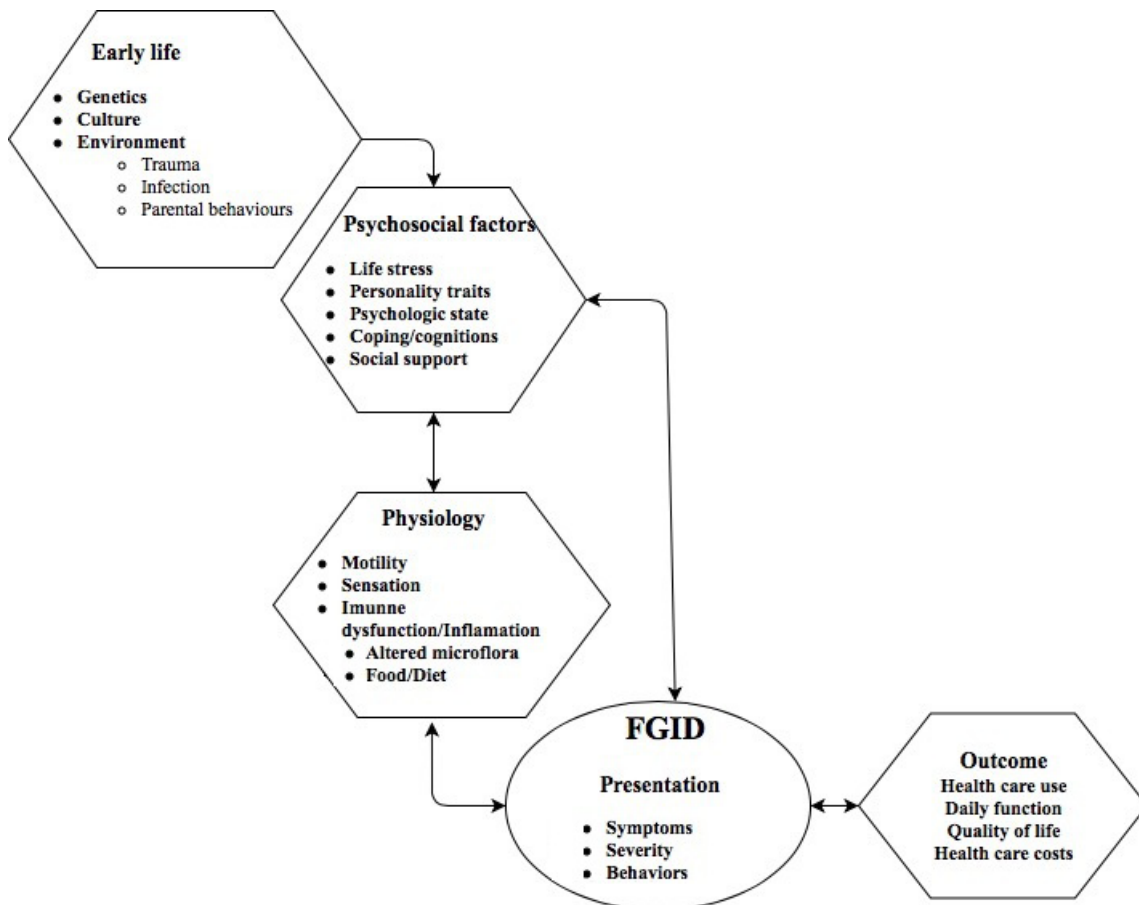 Early life
● Genetics
● Culture
● Environment
○ Trauma
○ Infection
○ Parental behaviours
Psychosocial factors
● Life stress
● Personality traits
● Psychologic state
● Coping/cognitions
● Social support
Physiology
● Motility
● Sensation
● Imunne
dysfunction/Inflamation
● Altered microflora
● Food/Diet
FGID
Presentation
● Symptoms
● Severity
● Behaviors
Outcome
Health care use
Daily function
Quality of life
Health care costs